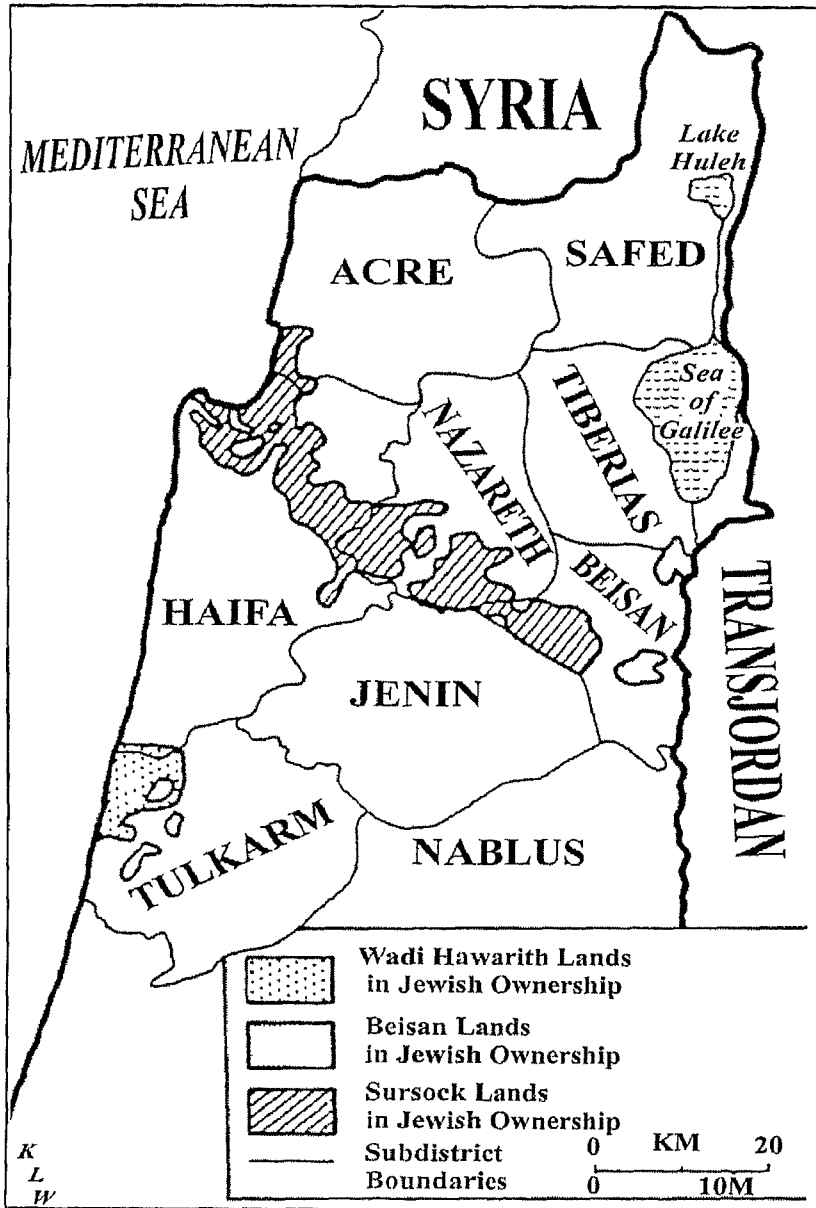 SYRIA
MEDITERRANEAN
SEA
Lake
Huleh
ACRE
SAFED
Sea
of
Galilee
TIBERIAS
NAZARETH
BEISAN
HAIFA
TRANSJORDAN
JENIN
TULKARM
NABLUS
Wadi Hawarith Lands
in Jewish Ownership
Beisan Lands
in Jewish Ownership
Sursock Lands
in Jewish Ownership
Subdistrict
Boundaries
0 KM 20
0 10M
K
L
W